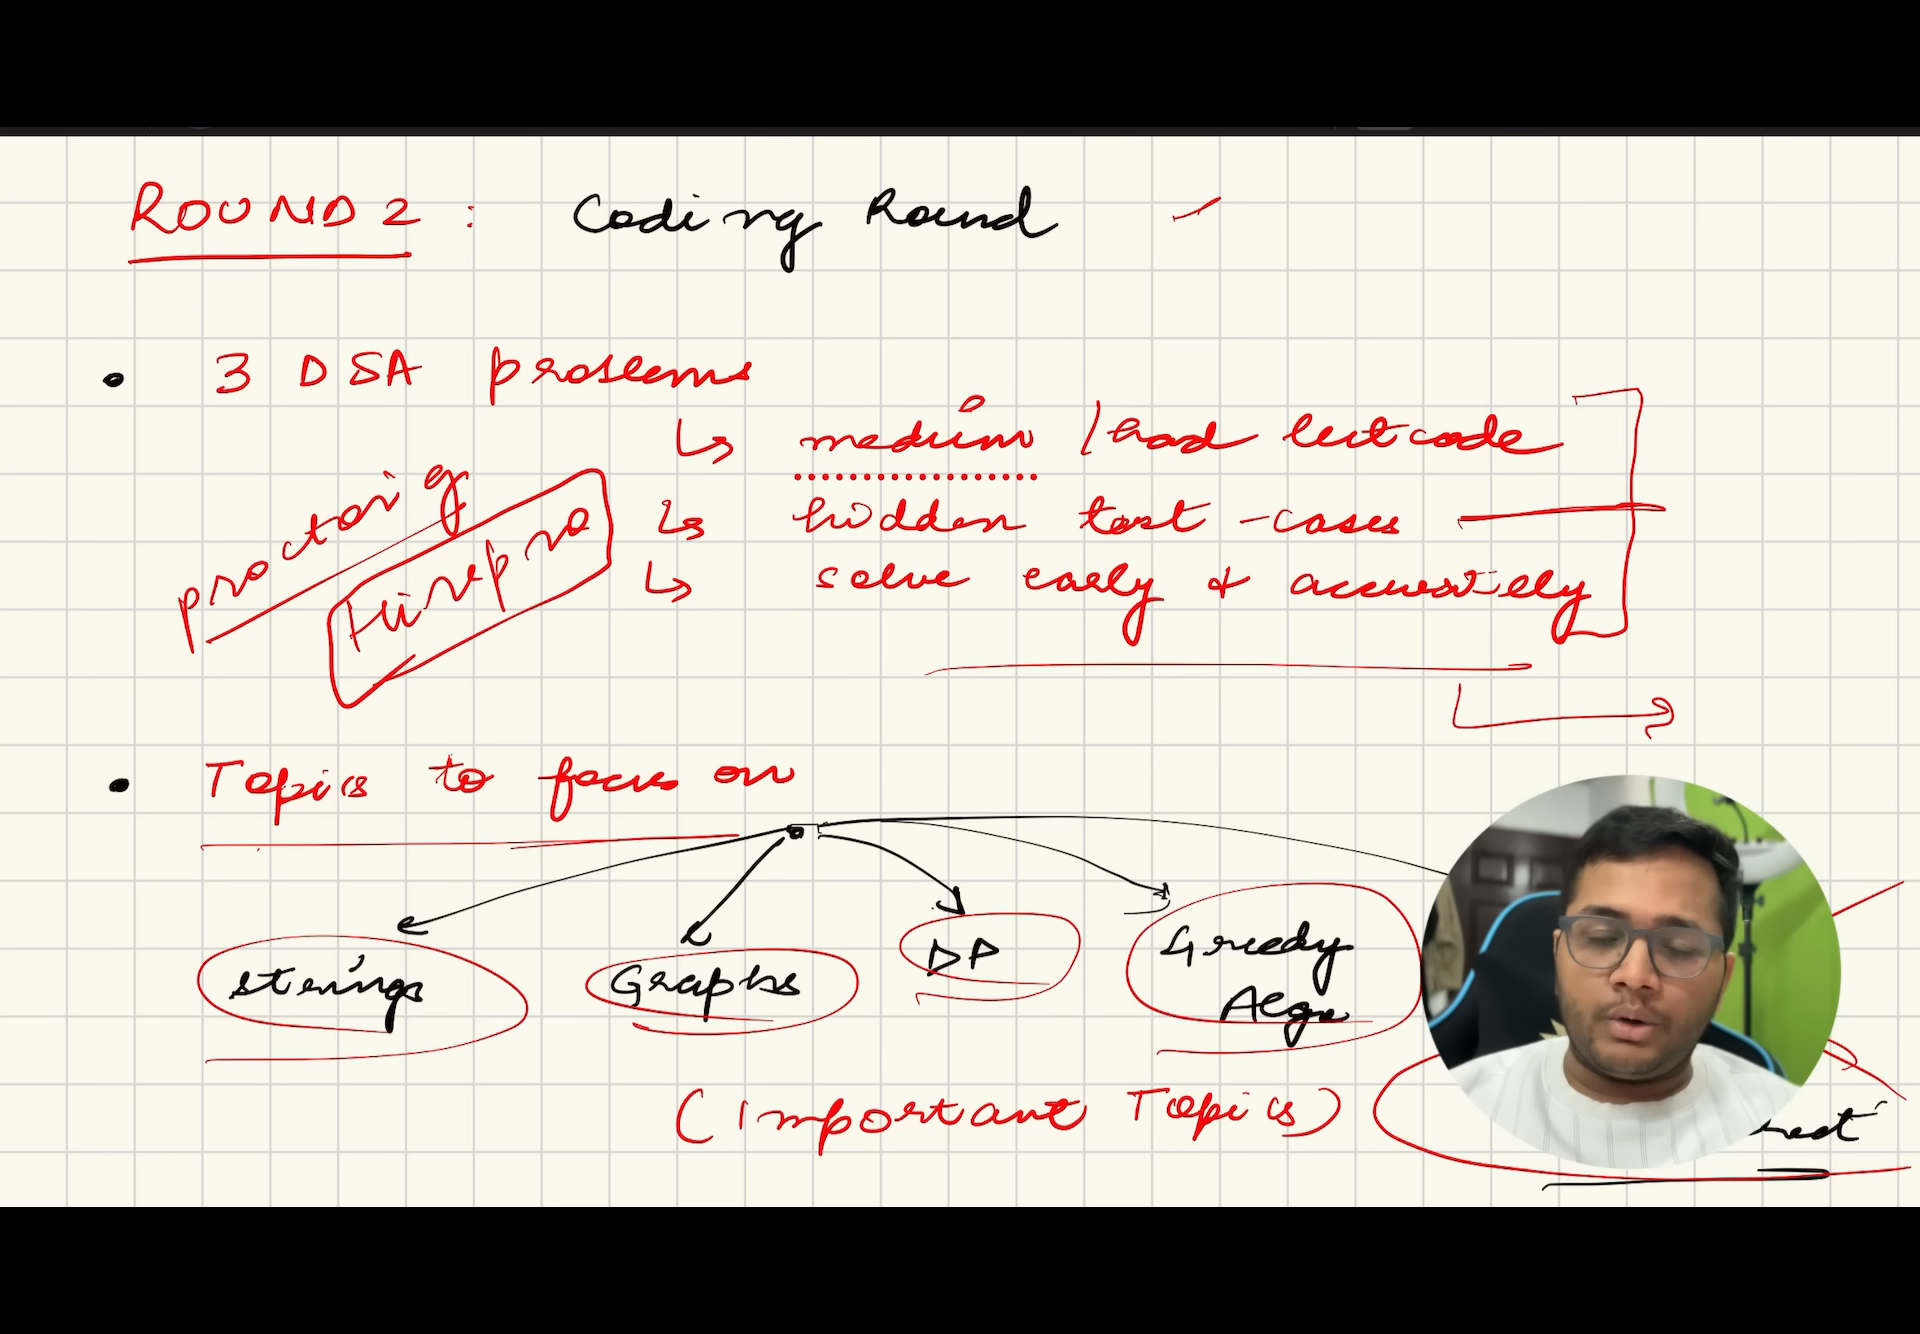 ROUND 2 : Coding Round
• 3 DSA problems
↳ medium / hard leetcode
↳ hidden test-cases
↳ solve early & accurately
proctoring
Hirepro
• Topics to focus on
strings
Graphs
DP
Greedy
Algo
(Important Topics)